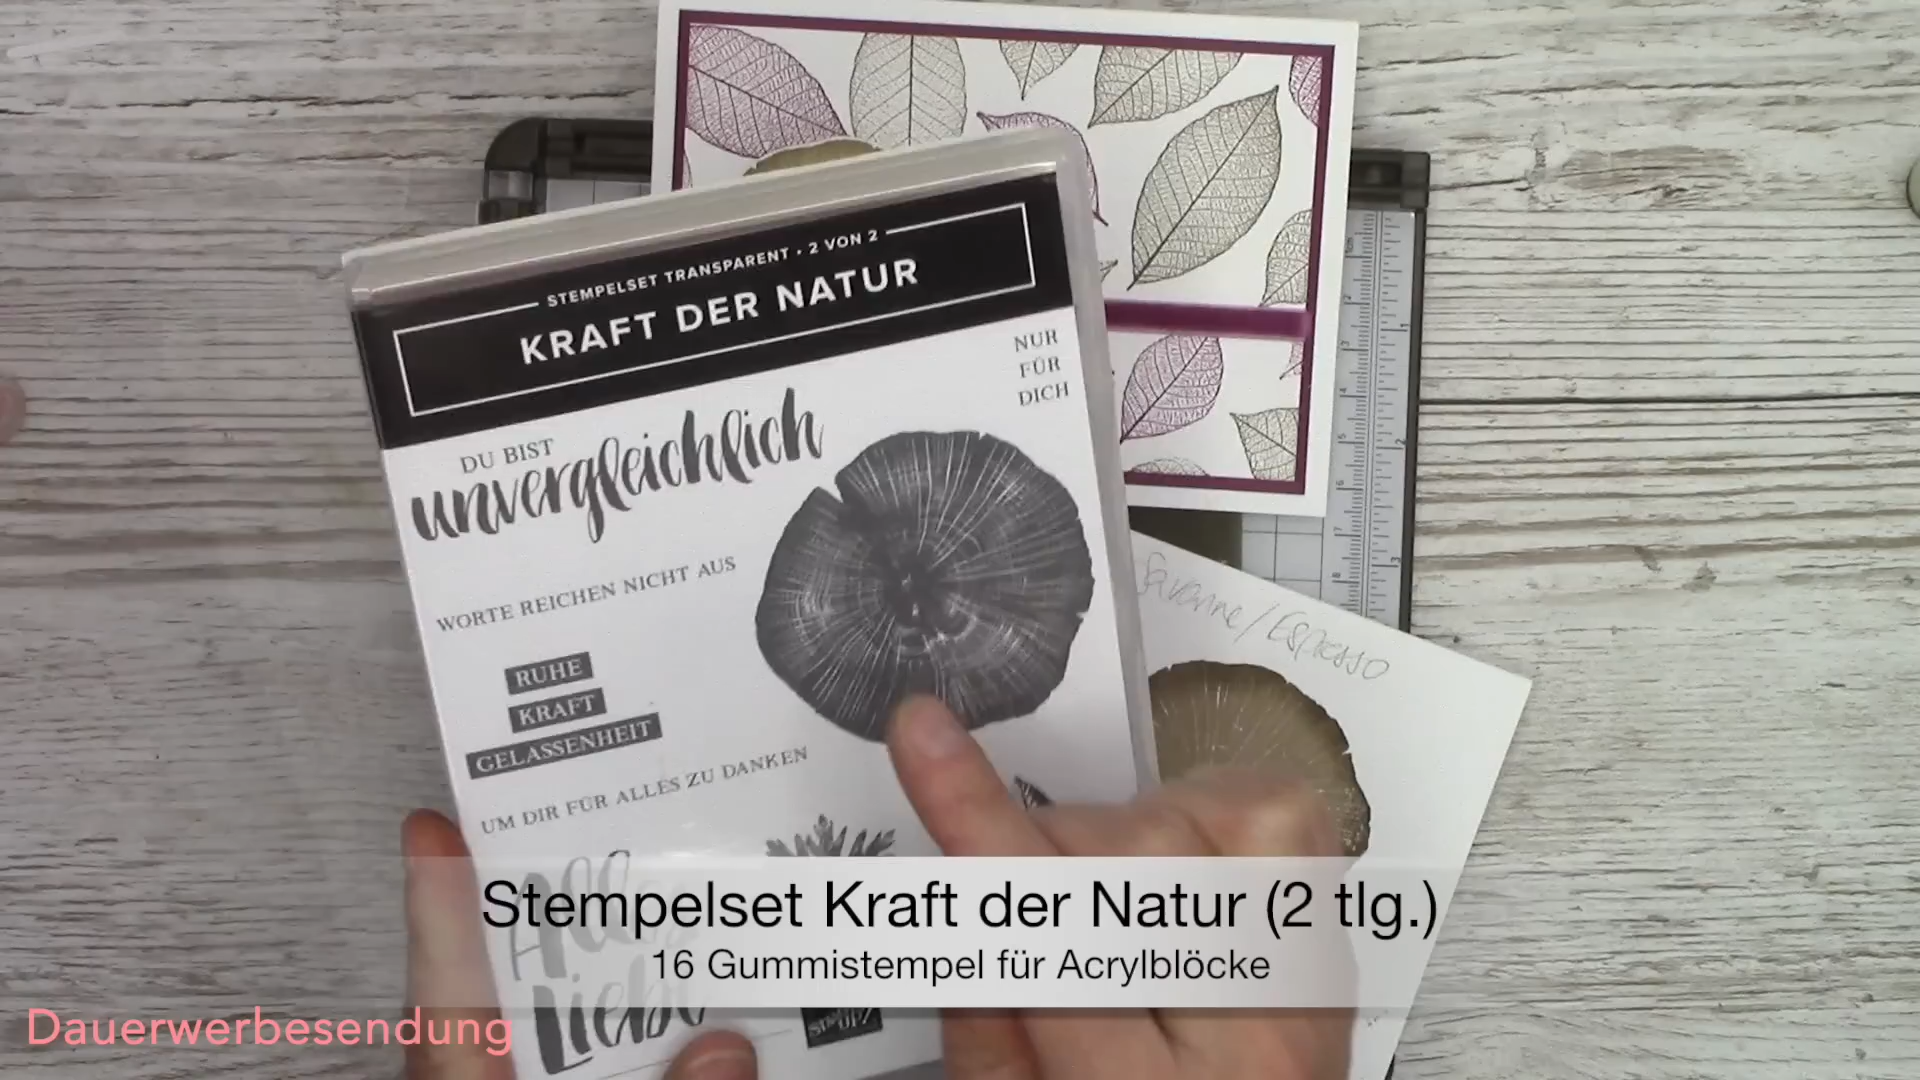 STEMPELSET TRANSPARENT · 2 VON 2
KRAFT DER NATUR
NUR
FÜR
DICH
DU BIST
unvergleichlich
WORTE REICHEN NICHT AUS
RUHE
KRAFT
GELASSENHEIT
UM DIR FÜR ALLES ZU DANKEN
Alles
Liebe
Savanne/Espresso
Stempelset Kraft der Natur (2 tlg.)
16 Gummistempel für Acrylblöcke
Dauerwerbesendung